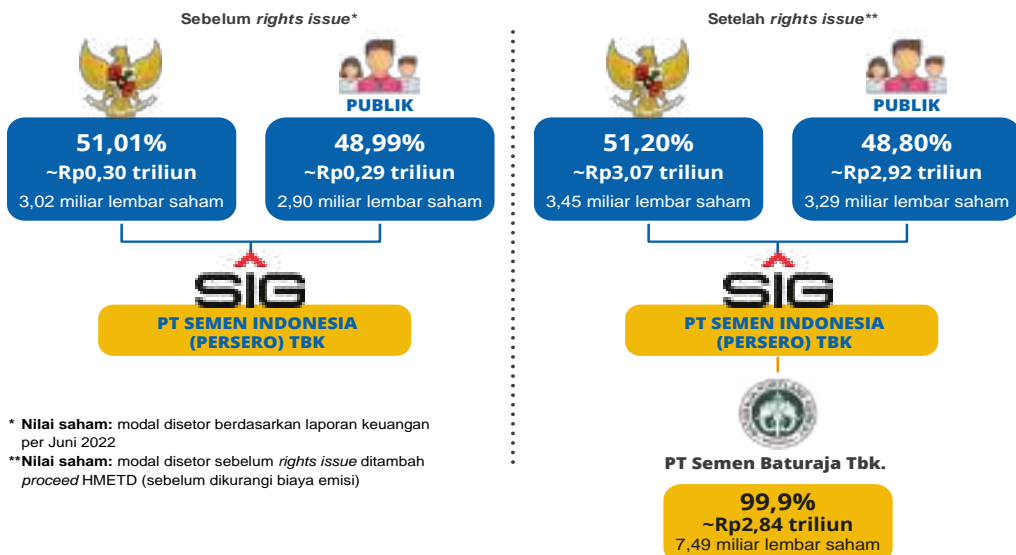 Sebelum rights issue*
PUBLIK
51,01%
~Rp0,30 triliun
3,02 miliar lembar saham
48,99%
~Rp0,29 triliun
2,90 miliar lembar saham
SIG
PT SEMEN INDONESIA
(PERSERO) TBK
* Nilai saham: modal disetor berdasarkan laporan keuangan
per Juni 2022
**Nilai saham: modal disetor sebelum rights issue ditambah
proceed HMETD (sebelum dikurangi biaya emisi)
Setelah rights issue**
PUBLIK
51,20%
~Rp3,07 triliun
3,45 miliar lembar saham
48,80%
~Rp2,92 triliun
3,29 miliar lembar saham
SIG
PT SEMEN INDONESIA
(PERSERO) TBK
PT Semen Baturaja Tbk.
99,9%
~Rp2,84 triliun
7,49 miliar lembar saham